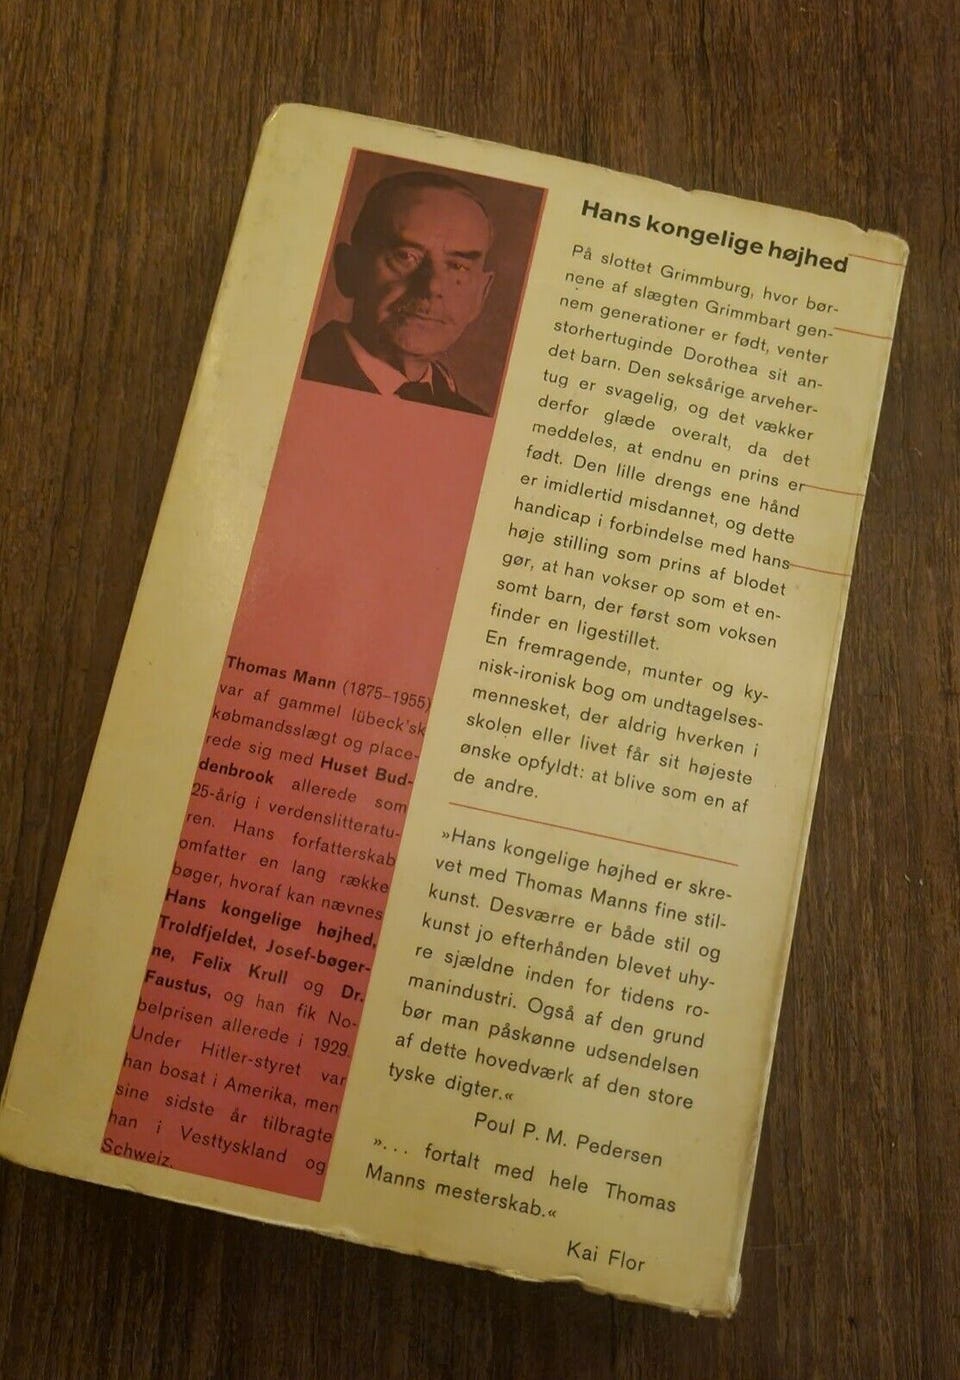 Hans kongelige højhed
På slottet Grimmburg, hvor bør-
nene af slægten Grimmbart gen-
nem generationer er født, venter
storhertuginde Dorothea sit an-
det barn. Den seksårige arveher-
tug er svagelig, og det vækker
derfor glæde overalt, da det
meddeles, at endnu en prins er
født. Den lille drengs ene hånd
er imidlertid misdannet, og dette
handicap i forbindelse med hans
høje stilling som prins af blodet
gør, at han vokser op som et en-
somt barn, der først som voksen
finder en ligestillet.
En fremragende, munter og ky-
nisk-ironisk bog om undtagelses-
mennesket, der aldrig hverken i
skolen eller livet får sit højeste
ønske opfyldt: at blive som en af
de andre.
»Hans kongelige højhed er skre-
vet med Thomas Manns fine stil-
kunst. Desværre er både stil og
kunst jo efterhånden blevet uhy-
re sjældne inden for tidens ro-
manindustri. Også af den grund
bør man påskønne udsendelsen
af dette hovedværk af den store
tyske digter.«
Poul P. M. Pedersen
»... fortalt med hele Thomas
Manns mesterskab.«
Kai Flor
Thomas Mann (1875-1955)
var af gammel lübeck'sk
købmandsslægt og place-
rede sig med Huset Bud-
denbrook allerede som
25-årig i verdenslitteratu-
ren. Hans forfatterskab
omfatter en lang række
bøger, hvoraf kan nævnes
Hans kongelige højhed,
Troldfjeldet, Josef-bøger-
ne, Felix Krull og Dr.
Faustus, og han fik No-
belprisen allerede i 1929.
Under Hitler-styret var
han bosat i Amerika, men
sine sidste år tilbragte
han i Vesttyskland og
Schweiz.